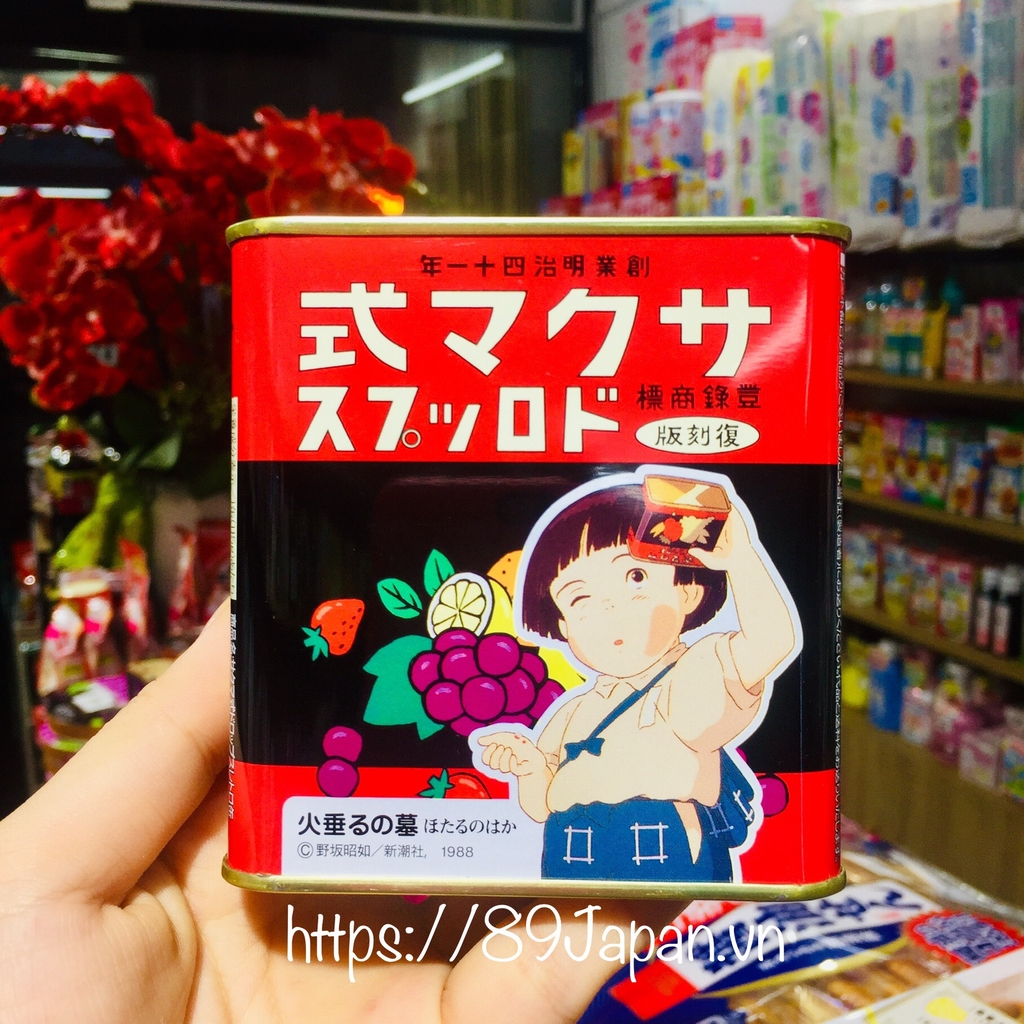 創業明治四十一年
サクマ式
登録商標
ドロップス
復刻版
火垂るの墓 ほたるのはか
©野坂昭如／新潮社, 1988
https://89Japan.vn